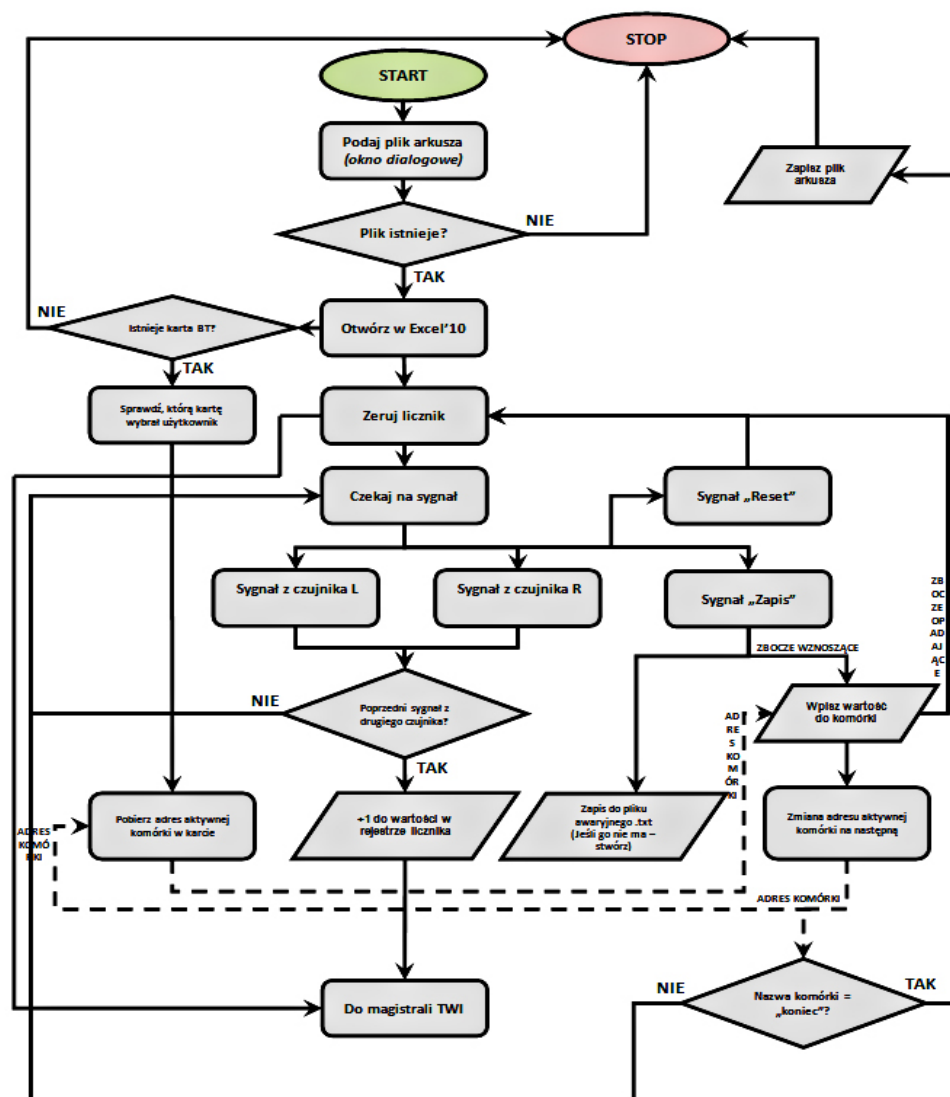 STOP
START
Podaj plik arkusza
(okno dialogowe)
Zapisz plik
arkusza
NIE
Plik istnieje?
TAK
NIE
Istnieje karta BT?
Otwórz w Excel'10
TAK
Sprawdź, którą kartę
wybrał użytkownik
Zeruj licznik
Czekaj na sygnał
Sygnał „Reset”
Sygnał z czujnika L
Sygnał z czujnika R
Sygnał „Zapis”
ZB
OC
ZE
OP
AD
AJ
ĄC
E
ZBOCZE WZNOSZĄCE
NIE
Poprzedni sygnał z
drugiego czujnika?
Wpisz wartość
do komórki
AD
RE
S
KO
M
ÓR
KI
TAK
Pobierz adres aktywnej
komórki w karcie
+1 do wartości w
rejestrze licznika
Zapis do pliku
awaryjnego .txt
(Jeśli go nie ma –
stwórz)
Zmiana adresu aktywnej
komórki na następną
ADRES
KOMÓ
RKI
ADRES KOMÓRKI
Do magistrali TWI
NIE
Nazwa komórki =
„koniec”?
TAK